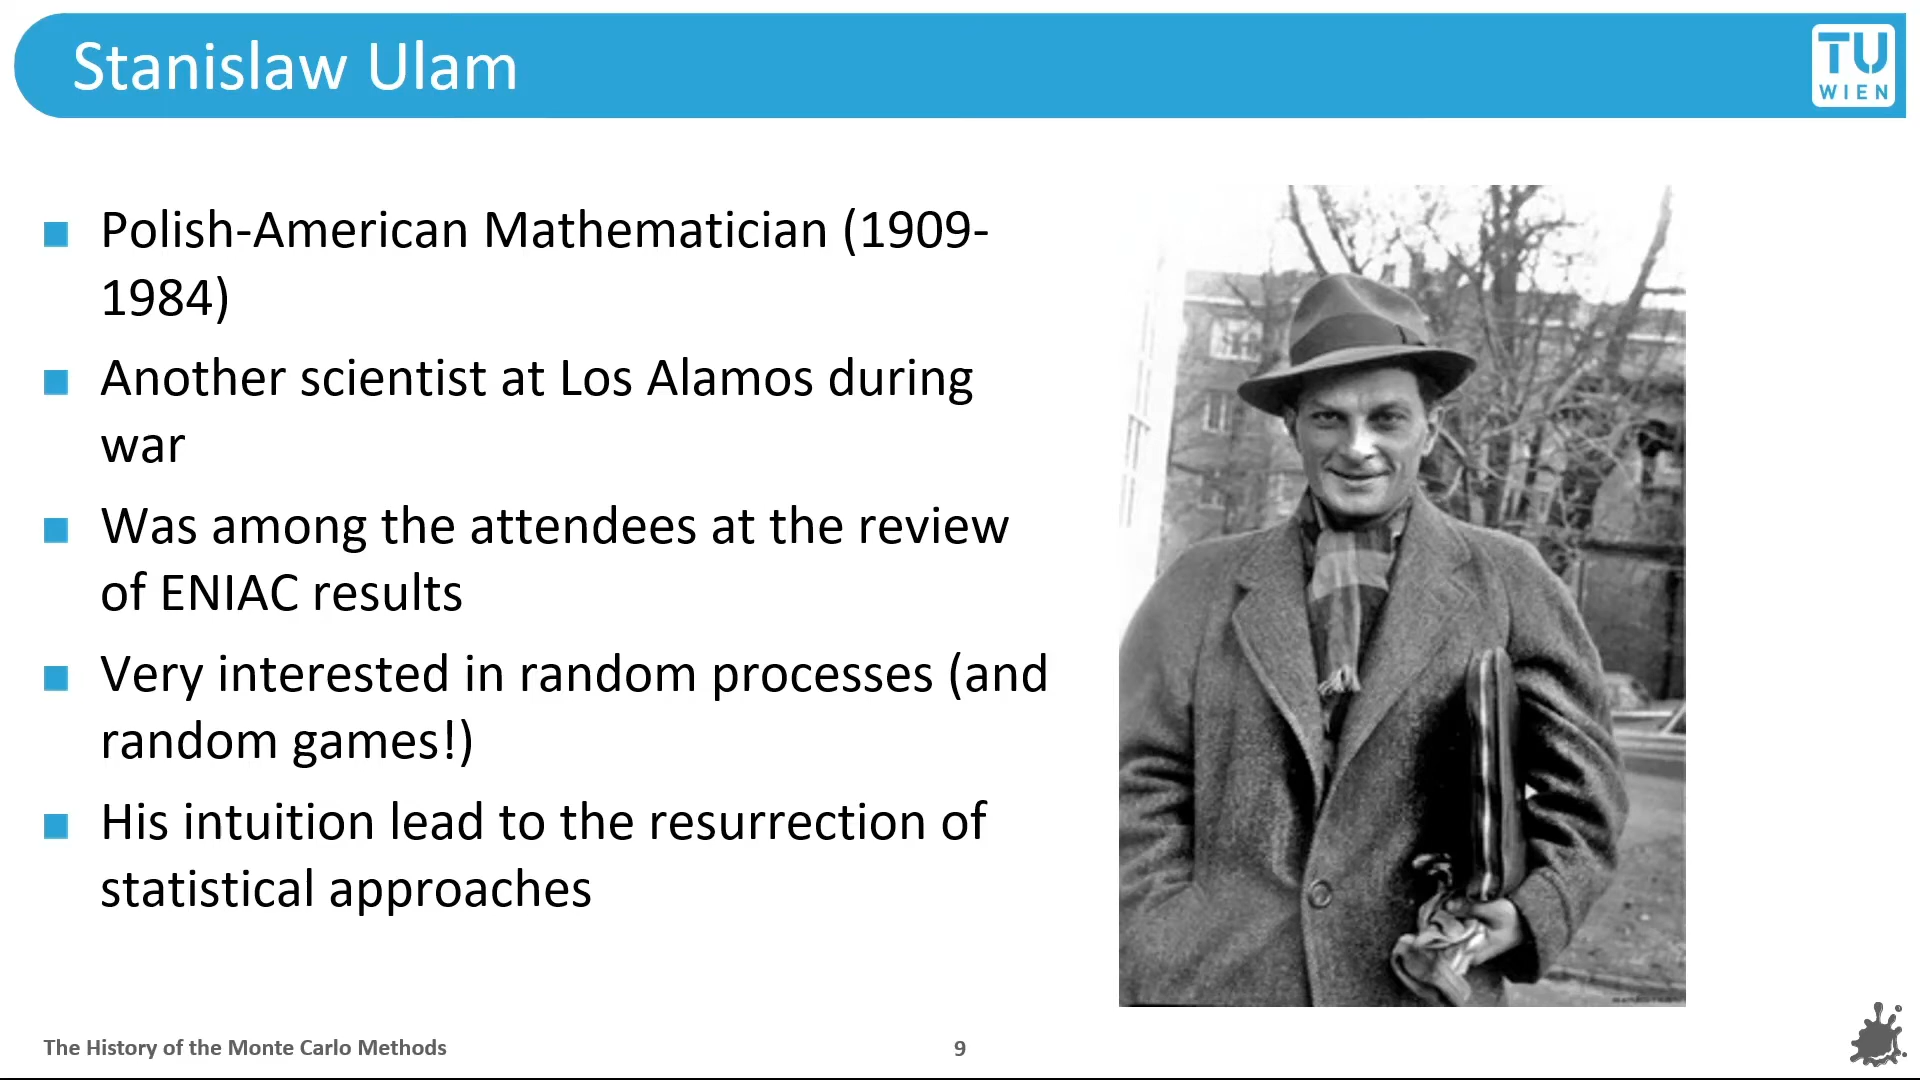 Stanislaw Ulam
TU
WIEN
Polish-American Mathematician (1909-
1984)
Another scientist at Los Alamos during
war
Was among the attendees at the review
of ENIAC results
Very interested in random processes (and
random games!)
His intuition lead to the resurrection of
statistical approaches
The History of the Monte Carlo Methods
9